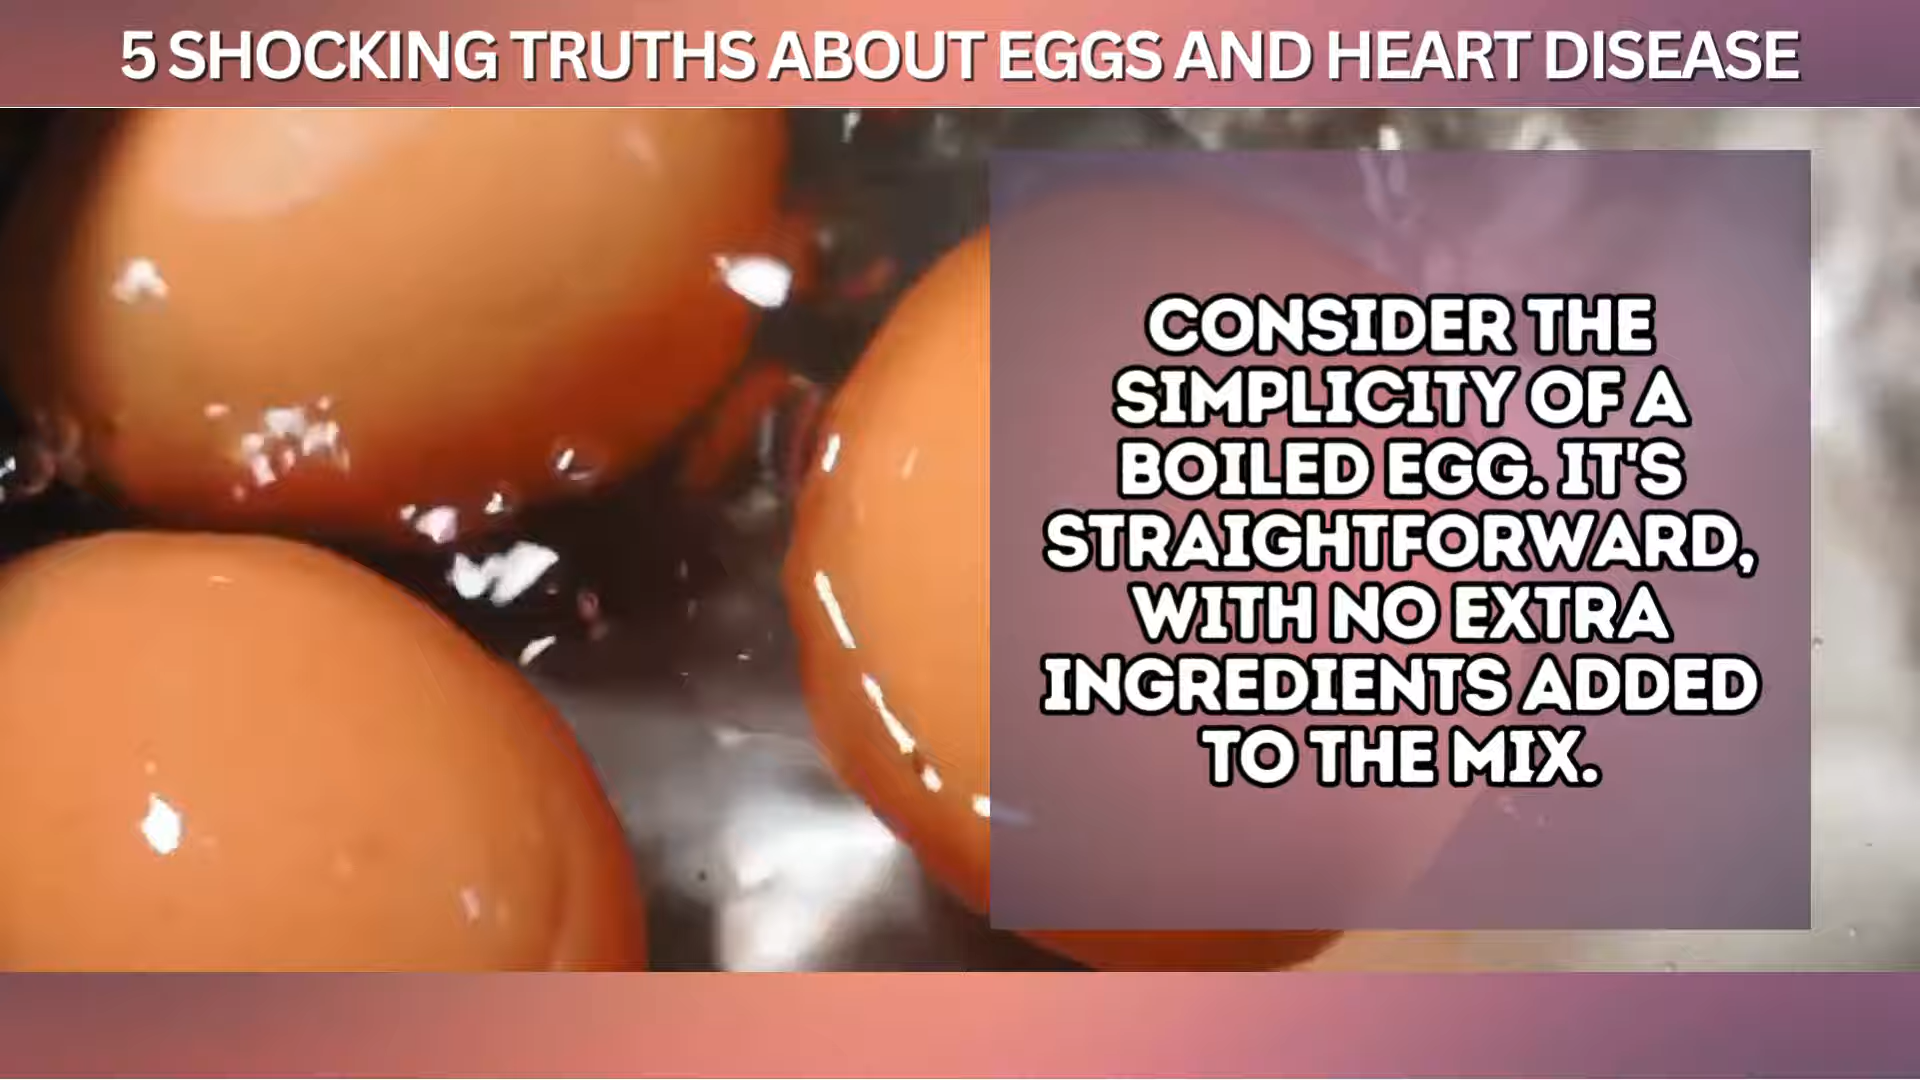 5 SHOCKING TRUTHS ABOUT EGGS AND HEART DISEASE
CONSIDER THE
SIMPLICITY OF A
BOILED EGG. IT'S
STRAIGHTFORWARD,
WITH NO EXTRA
INGREDIENTS ADDED
TO THE MIX.